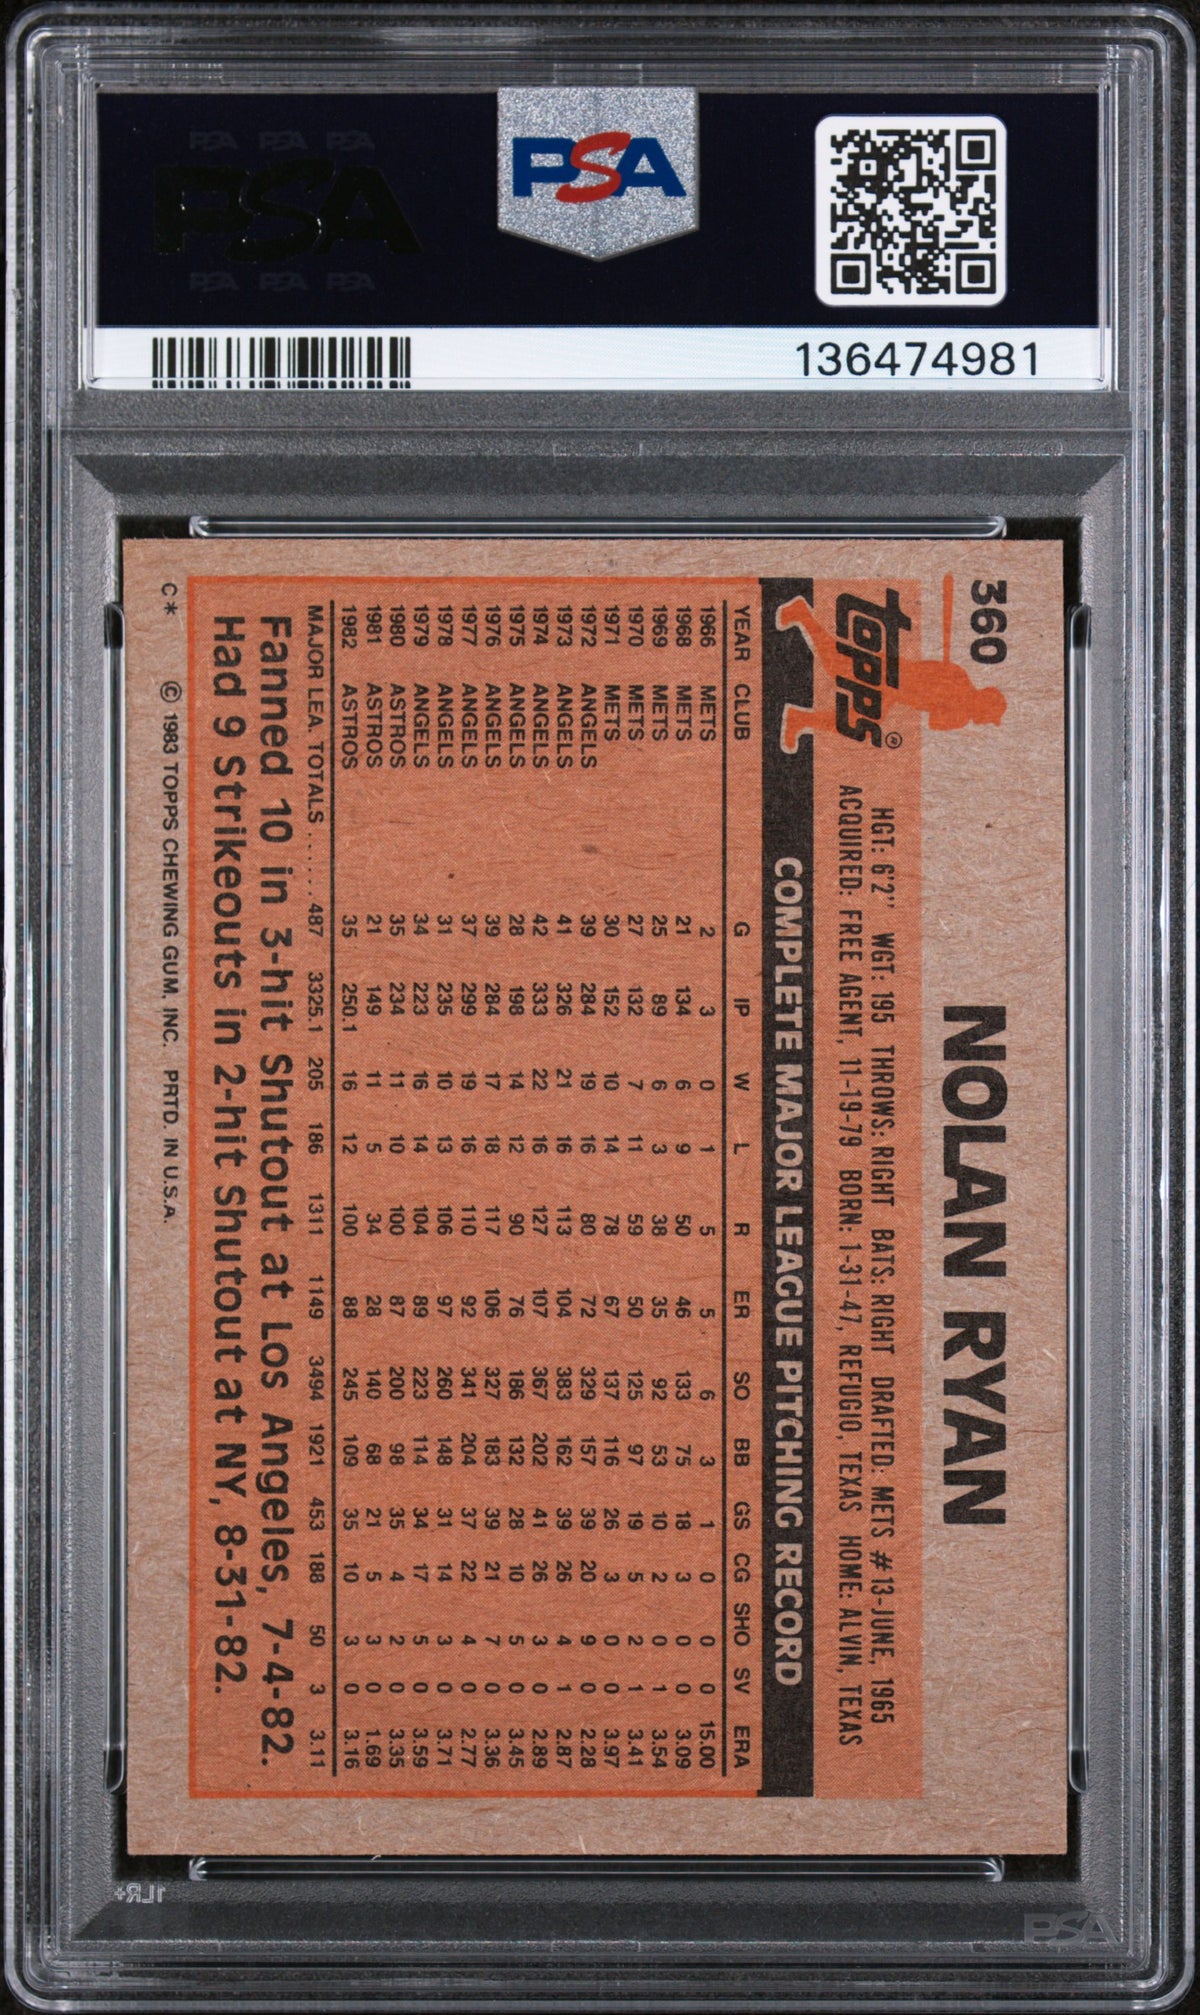 PSA PSA PSA
PSA
PSA PSA PSA
PSA
136474981
360
NOLAN RYAN
topps®
HGT: 6'2" WGT: 195 THROWS: RIGHT BATS: RIGHT DRAFTED: METS #13-JUNE, 1965
ACQUIRED: FREE AGENT, 11-19-79 BORN: 1-31-47, REFUGIO, TEXAS HOME: ALVIN, TEXAS
COMPLETE MAJOR LEAGUE PITCHING RECORD
YEAR CLUB G IP W L R ER SO BB GS CG SHO SV ERA
1966 METS 2 3 0 1 5 5 6 3 1 0 0 0 15.00
1968 METS 21 134 6 9 50 46 133 75 18 3 0 0 3.09
1969 METS 25 89 6 3 38 35 92 53 10 2 0 1 3.54
1970 METS 27 132 7 11 59 50 125 97 19 5 2 1 3.41
1971 METS 30 152 10 14 78 67 137 116 26 3 0 0 3.97
1972 ANGELS 39 284 19 16 80 72 329 157 39 20 9 0 2.28
1973 ANGELS 41 326 21 16 113 104 383 162 39 26 4 1 2.87
1974 ANGELS 42 333 22 16 127 107 367 202 41 26 3 0 2.89
1975 ANGELS 28 198 14 12 90 76 186 132 28 10 5 0 3.45
1976 ANGELS 39 284 17 18 117 106 327 183 39 21 7 0 3.36
1977 ANGELS 37 299 19 16 110 92 341 204 37 22 4 0 2.77
1978 ANGELS 31 235 10 13 106 97 260 148 31 14 3 0 3.71
1979 ANGELS 34 223 16 14 104 89 223 114 34 17 5 0 3.59
1980 ASTROS 35 234 11 10 100 87 200 98 35 4 2 0 3.35
1981 ASTROS 21 149 11 5 34 28 140 68 21 5 3 0 1.69
1982 ASTROS 35 250.1 16 12 100 88 245 109 35 10 3 0 3.16
MAJOR LEA. TOTALS ...... 487 3325.1 205 186 1311 1149 3494 1921 453 188 50 3 3.11
Fanned 10 in 3-hit Shutout at Los Angeles, 7-4-82.
Had 9 Strikeouts in 2-hit Shutout at NY, 8-31-82.
C* © 1983 TOPPS CHEWING GUM, INC. PRTD. IN U.S.A.
1LR+
PSA